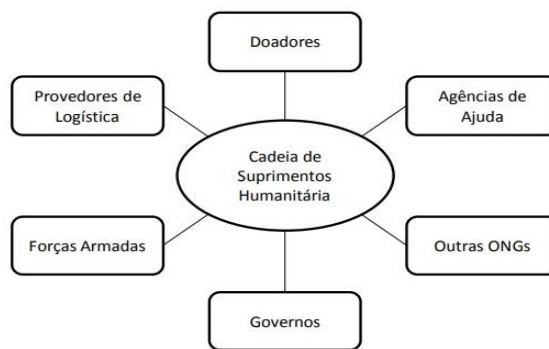 Doadores
Provedores de
Logística
Agências de
Ajuda
Cadeia de
Suprimentos
Humanitária
Forças Armadas
Outras ONGs
Governos